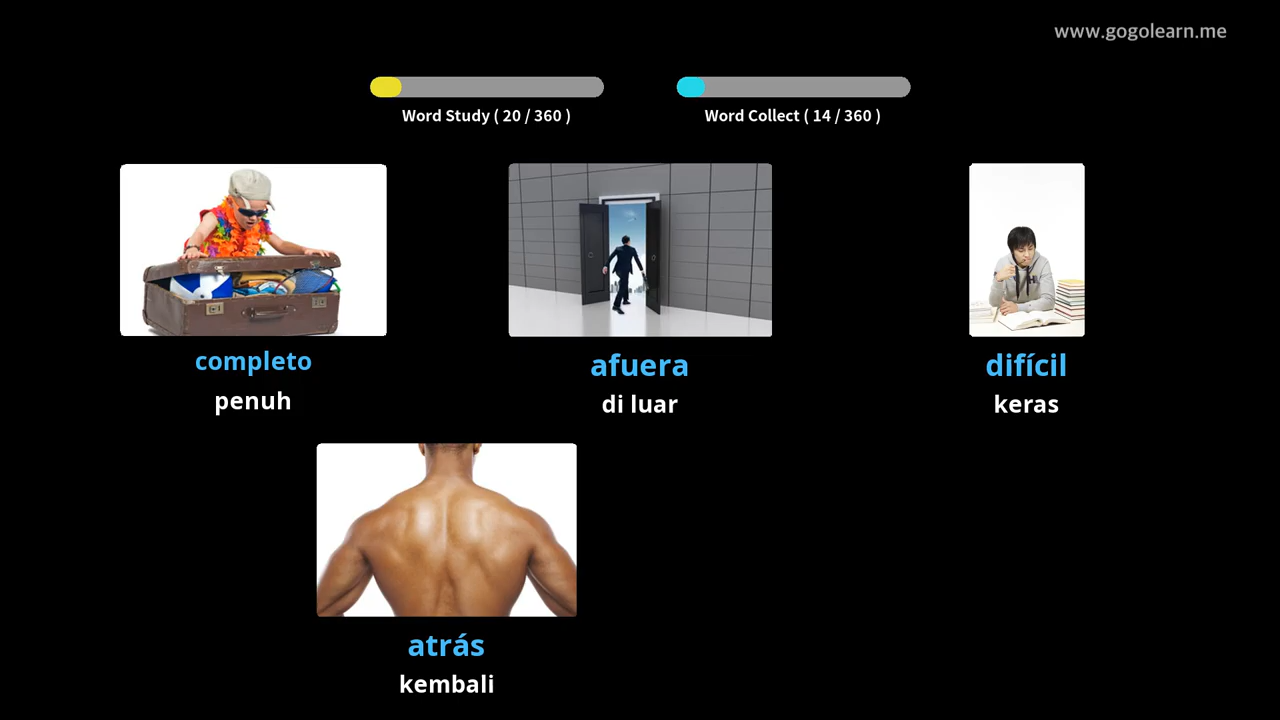 www.gogolearn.me
Word Study ( 20 / 360 )
Word Collect ( 14 / 360 )
completo
penuh
afuera
di luar
difícil
keras
atrás
kembali